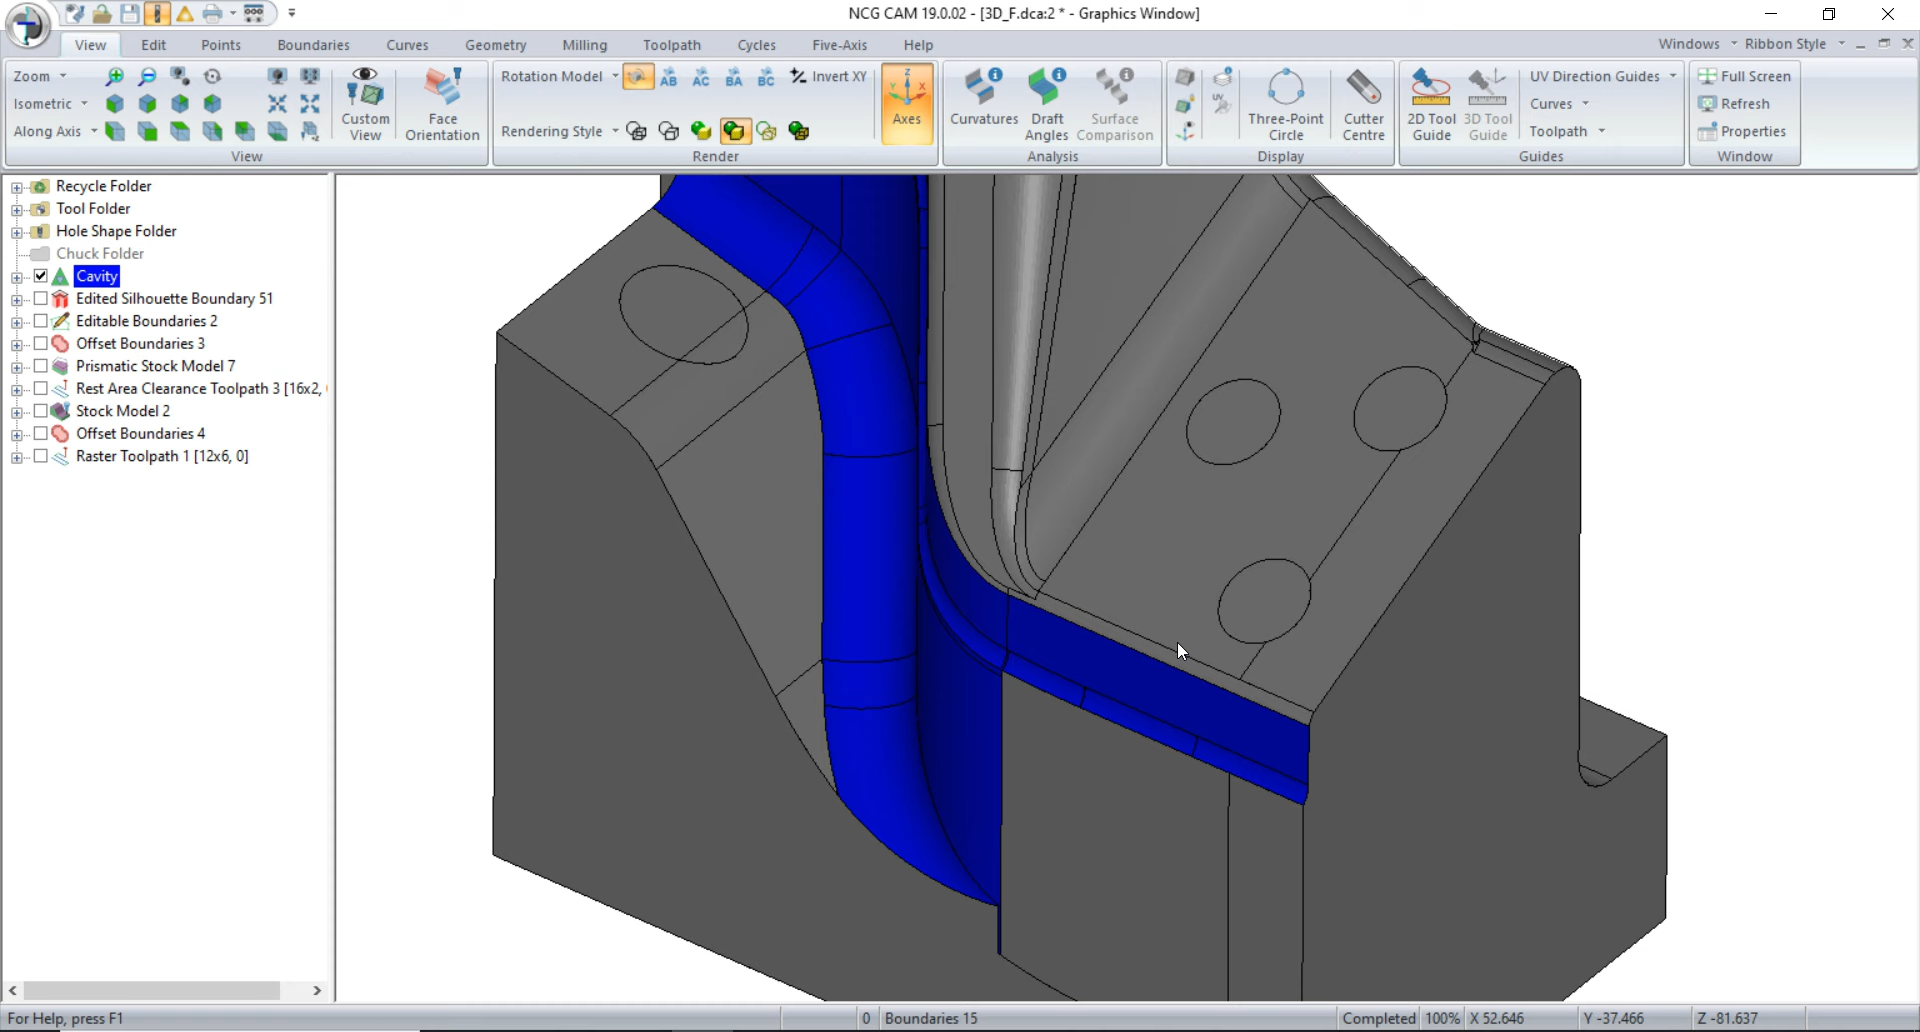 NCG CAM 19.0.02 - [3D_F.dca:2 * - Graphics Window]
View Edit Points Boundaries Curves Geometry Milling Toolpath Cycles Five-Axis Help Windows Ribbon Style
Zoom
Isometric
Along Axis
Custom View
Face Orientation
View
Rotation Model AB AC BA BC Invert XY
Rendering Style
Axes
Render
Curvatures
Draft Angles
Surface Comparison
Analysis
UV
Three-Point Circle
Cutter Centre
Display
2D Tool Guide
3D Tool Guide
UV Direction Guides
Curves
Toolpath
Guides
Full Screen
Refresh
Properties
Window
Recycle Folder
Tool Folder
Hole Shape Folder
Chuck Folder
Cavity
Edited Silhouette Boundary 51
Editable Boundaries 2
Offset Boundaries 3
Prismatic Stock Model 7
Rest Area Clearance Toolpath 3 [16x2,
Stock Model 2
Offset Boundaries 4
Raster Toolpath 1 [12x6, 0]
For Help, press F1 0 Boundaries 15 Completed 100% X 52.646 Y -37.466 Z -81.637